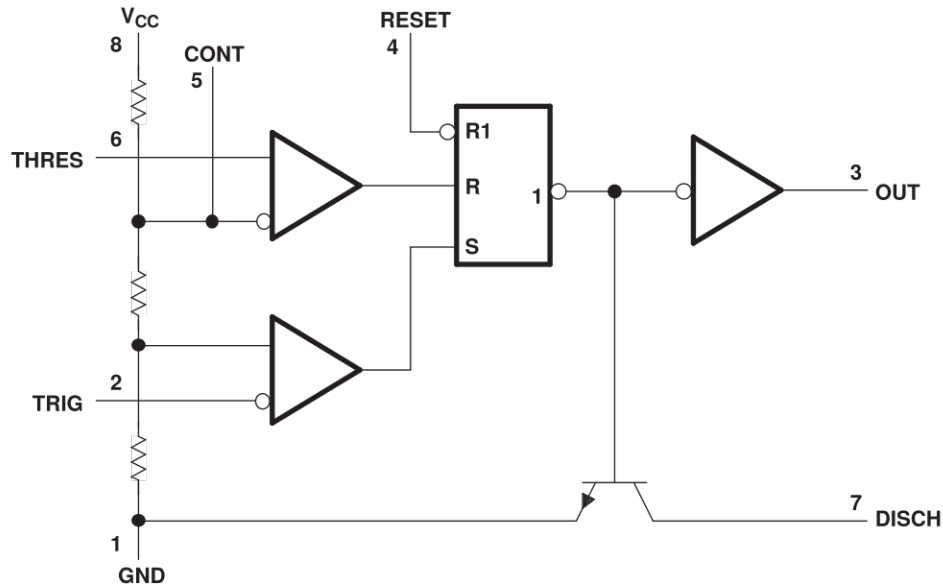 VCC
8
CONT
5
RESET
4
6
THRES
R1
R
1
S
3
OUT
2
TRIG
7
DISCH
1
GND